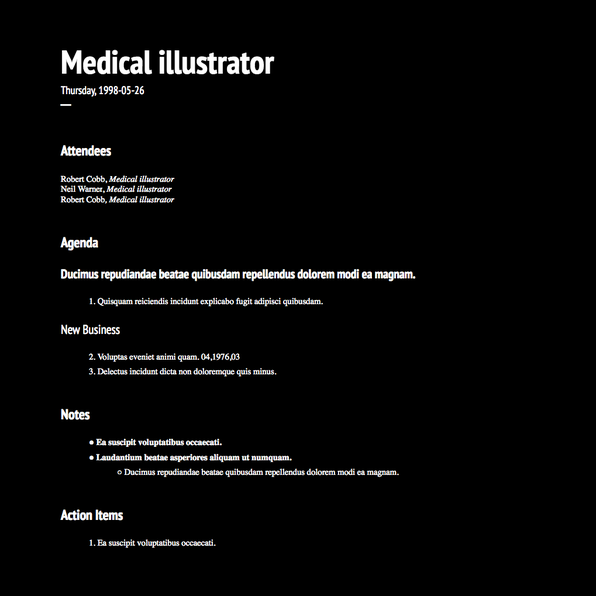 Medical illustrator
Thursday, 1998-05-26
—
Attendees
Robert Cobb, Medical illustrator
Neil Warner, Medical illustrator
Robert Cobb, Medical illustrator
Agenda
Ducimus repudiandae beatae quibusdam repellendus dolorem modi ea magnam.
1. Quisquam reiciendis incidunt explicabo fugit adipisci quibusdam.
New Business
2. Voluptas eveniet animi quam. 04,1976,03
3. Delectus incidunt dicta non doloremque quis minus.
Notes
● Ea suscipit voluptatibus occaecati.
● Laudantium beatae asperiores aliquam ut numquam.
○ Ducimus repudiandae beatae quibusdam repellendus dolorem modi ea magnam.
Action Items
1. Ea suscipit voluptatibus occaecati.